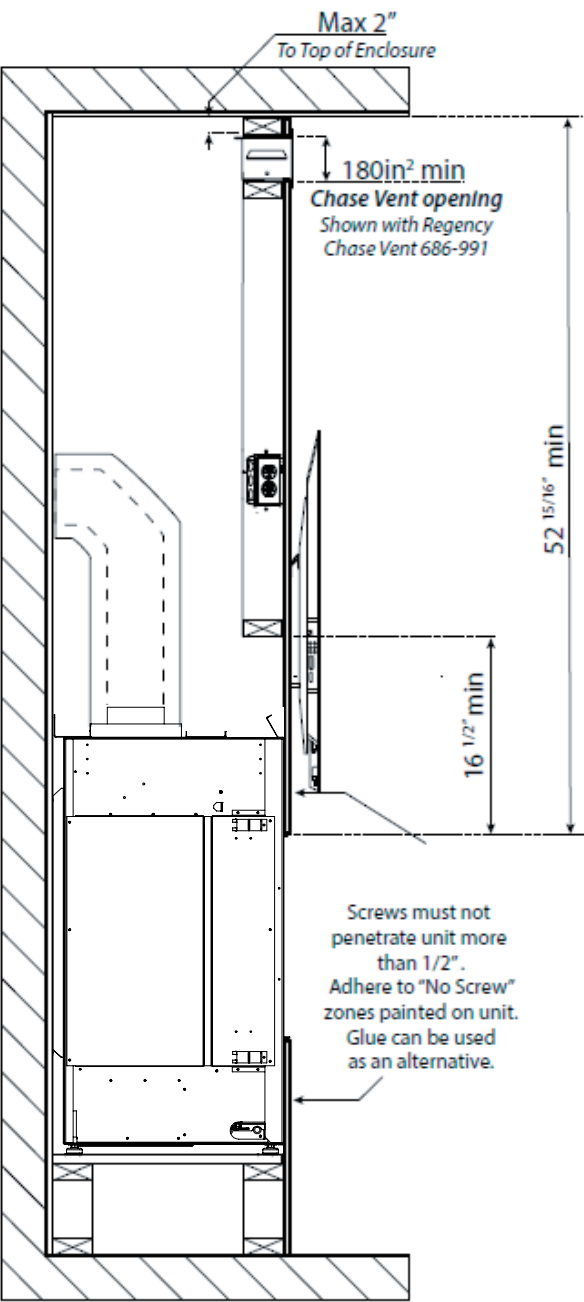 Max 2″
To Top of Enclosure
180in² min
Chase Vent opening
Shown with Regency
Chase Vent 686-991
52 15/16″ min
16 1/2″ min
Screws must not
penetrate unit more
than 1/2″.
Adhere to “No Screw”
zones painted on unit.
Glue can be used
as an alternative.